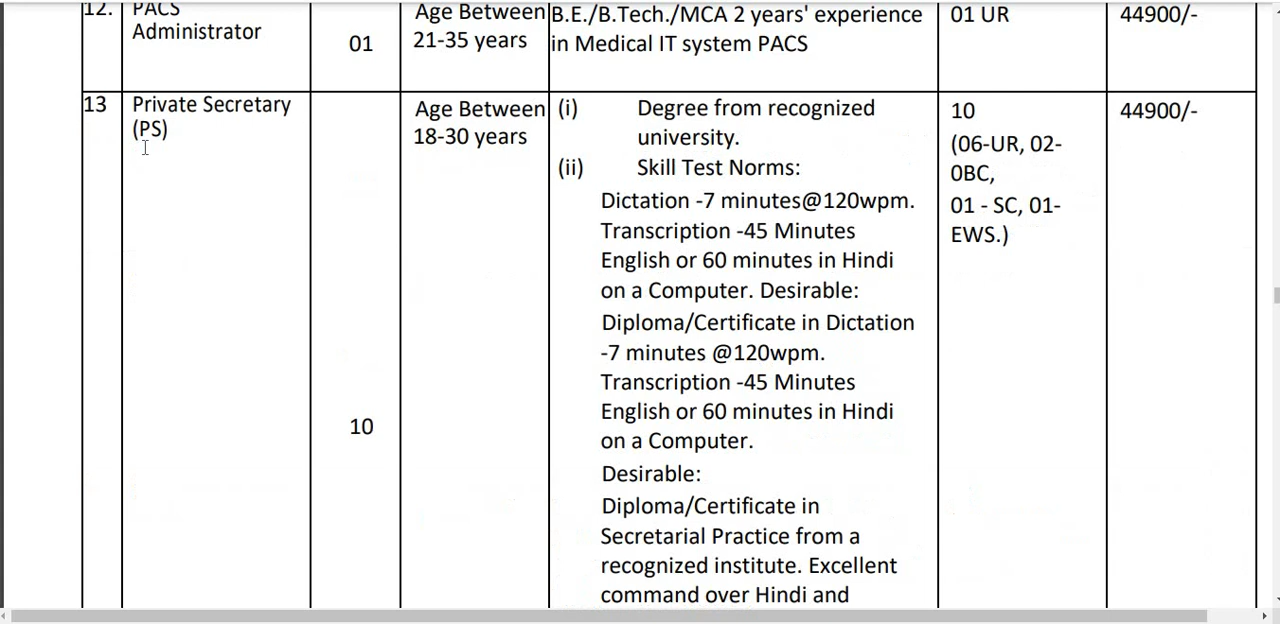 12.
PACS
Administrator
01
Age Between
21-35 years
B.E./B.Tech./MCA 2 years' experience
in Medical IT system PACS
01 UR
44900/-
13
Private Secretary
(PS)
10
Age Between
18-30 years
(i) Degree from recognized
university.
(ii) Skill Test Norms:
Dictation -7 minutes@120wpm.
Transcription -45 Minutes
English or 60 minutes in Hindi
on a Computer. Desirable:
Diploma/Certificate in Dictation
-7 minutes @120wpm.
Transcription -45 Minutes
English or 60 minutes in Hindi
on a Computer.
Desirable:
Diploma/Certificate in
Secretarial Practice from a
recognized institute. Excellent
command over Hindi and
10
(06-UR, 02-
0BC,
01 - SC, 01-
EWS.)
44900/-